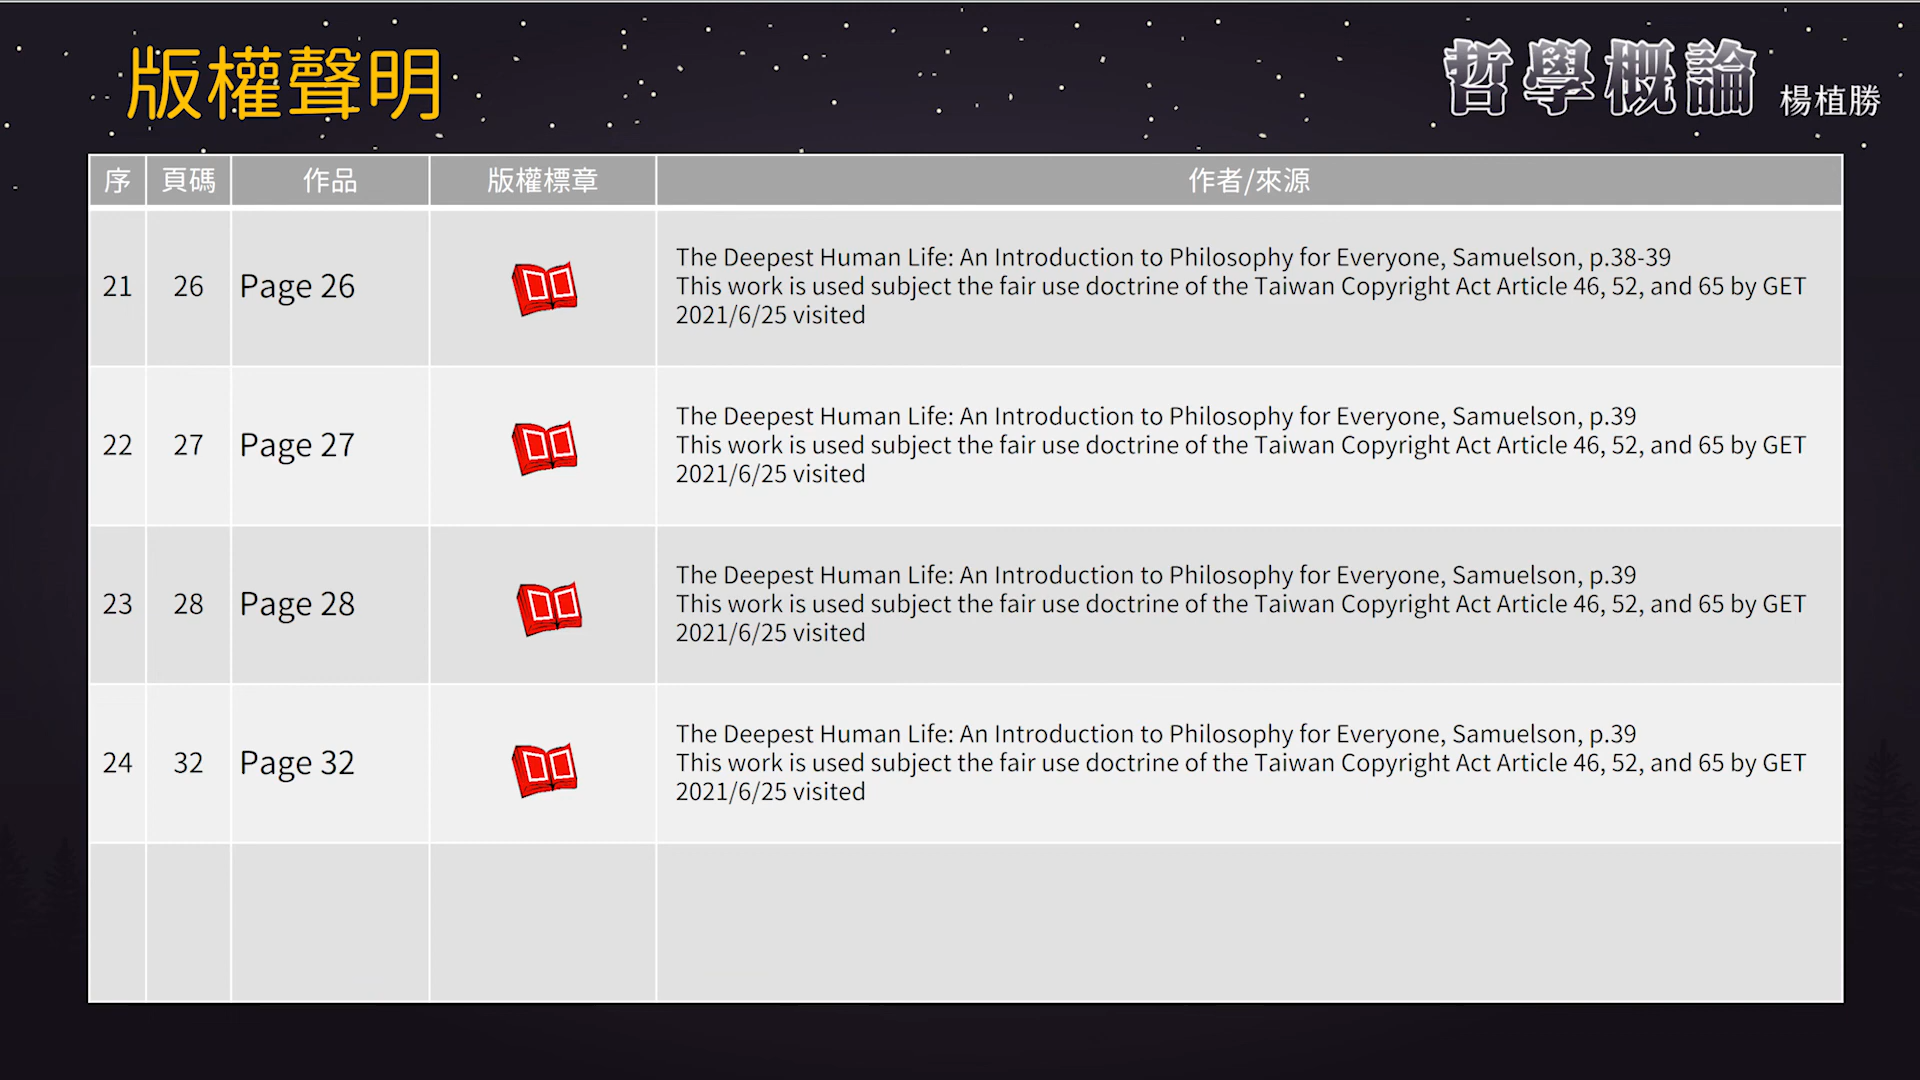 版權聲明
哲學概論 楊植勝
序 頁碼 作品 版權標章 作者/來源
21 26 Page 26
The Deepest Human Life: An Introduction to Philosophy for Everyone, Samuelson, p.38-39
This work is used subject the fair use doctrine of the Taiwan Copyright Act Article 46, 52, and 65 by GET
2021/6/25 visited
22 27 Page 27
The Deepest Human Life: An Introduction to Philosophy for Everyone, Samuelson, p.39
This work is used subject the fair use doctrine of the Taiwan Copyright Act Article 46, 52, and 65 by GET
2021/6/25 visited
23 28 Page 28
The Deepest Human Life: An Introduction to Philosophy for Everyone, Samuelson, p.39
This work is used subject the fair use doctrine of the Taiwan Copyright Act Article 46, 52, and 65 by GET
2021/6/25 visited
24 32 Page 32
The Deepest Human Life: An Introduction to Philosophy for Everyone, Samuelson, p.39
This work is used subject the fair use doctrine of the Taiwan Copyright Act Article 46, 52, and 65 by GET
2021/6/25 visited